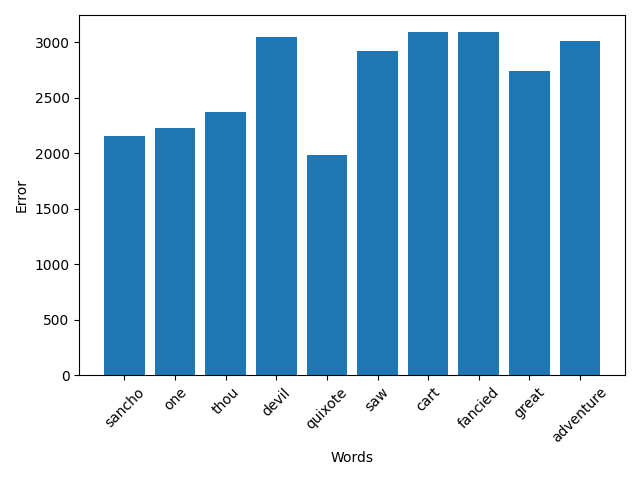 3000
2500
2000
1500
1000
500
0
Error
sancho
one
thou
devil
quixote
saw
cart
fancied
great
adventure
Words